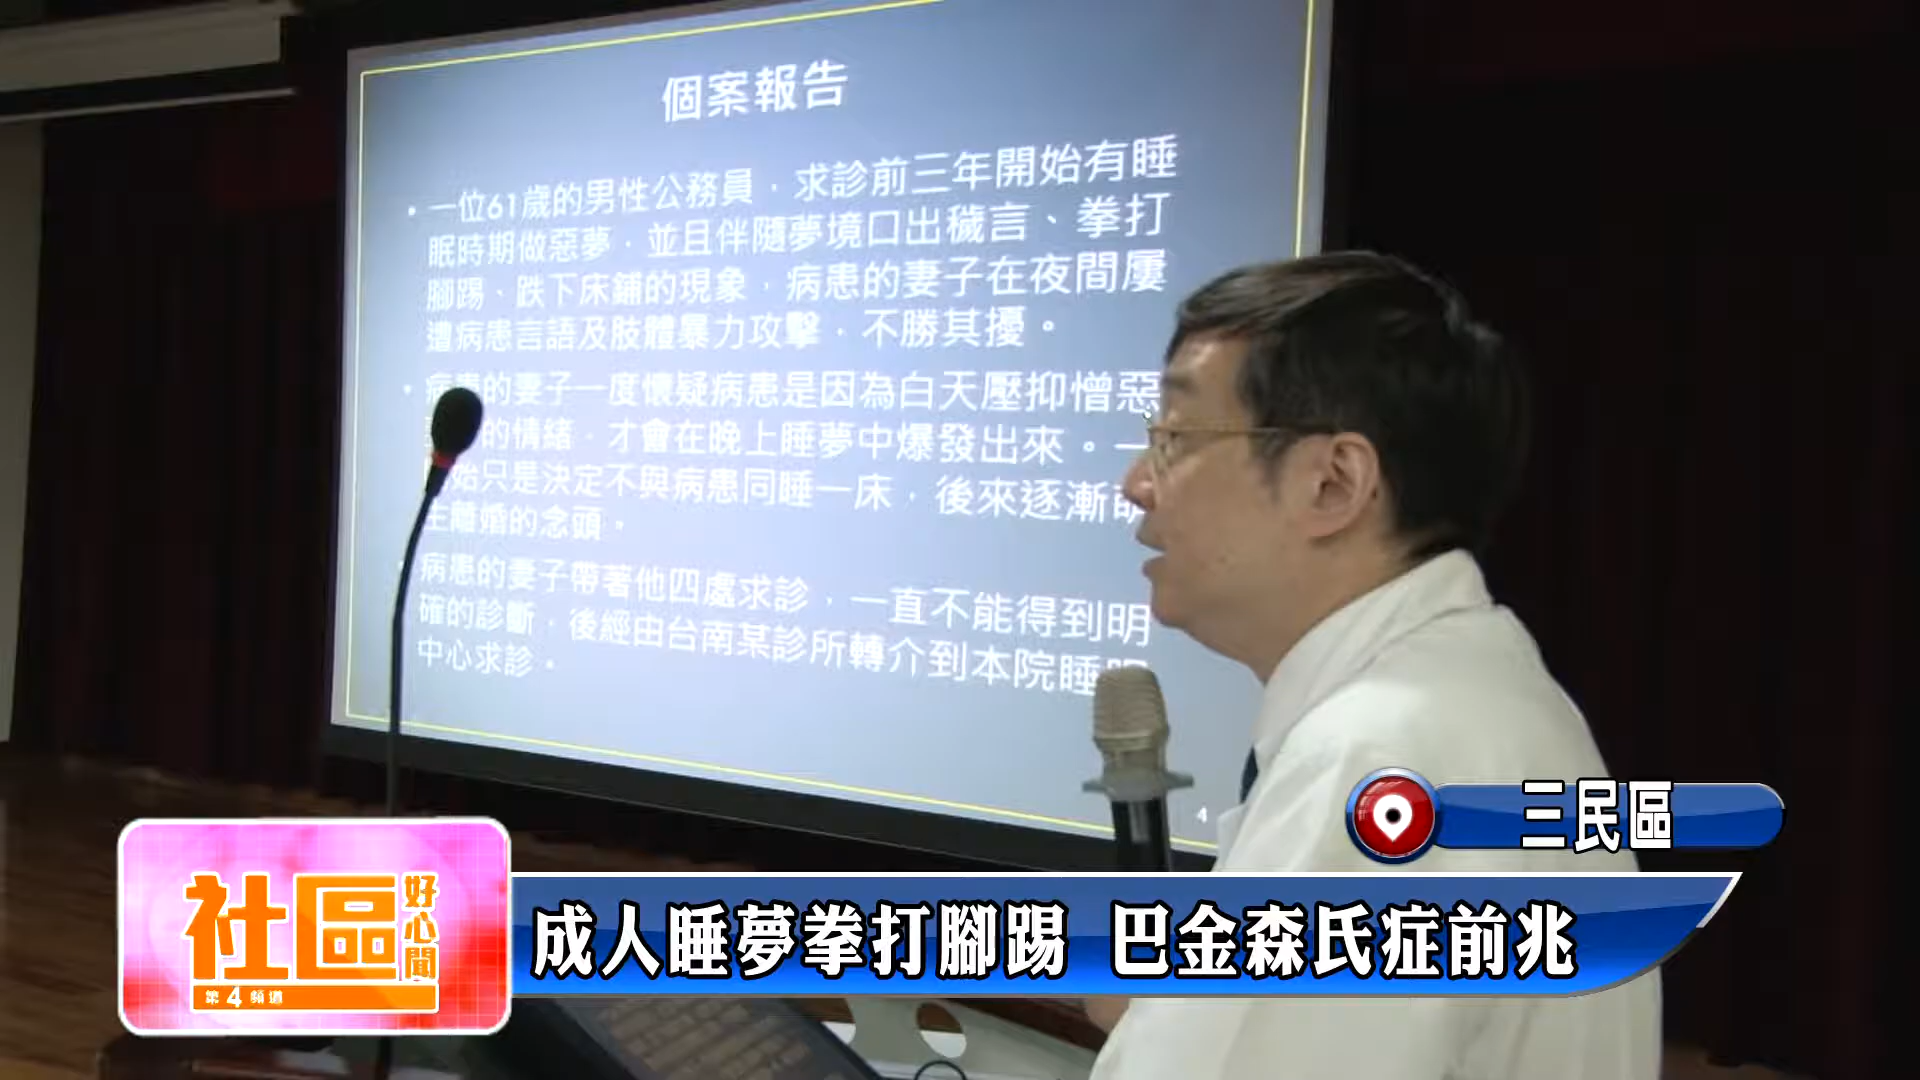 個案報告
• 一位61歲的男性公務員，求診前三年開始有睡
眠時期做惡夢，並且伴隨夢境口出穢言、拳打
腳踢、跌下床鋪的現象，病患的妻子在夜間屢
遭病患言語及肢體暴力攻擊，不勝其擾。
• 病患的妻子一度懷疑病患是因為白天壓抑憎惡
的情緒，才會在晚上睡夢中爆發出來。一
始只是決定不與病患同睡一床，後來逐漸萌
生離婚的念頭。
病患的妻子帶著他四處求診，一直不能得到明
確的診斷，後經由台南某診所轉介到本院睡眠
中心求診。
4
三民區
社區好心聞
第4頻道
成人睡夢拳打腳踢 巴金森氏症前兆